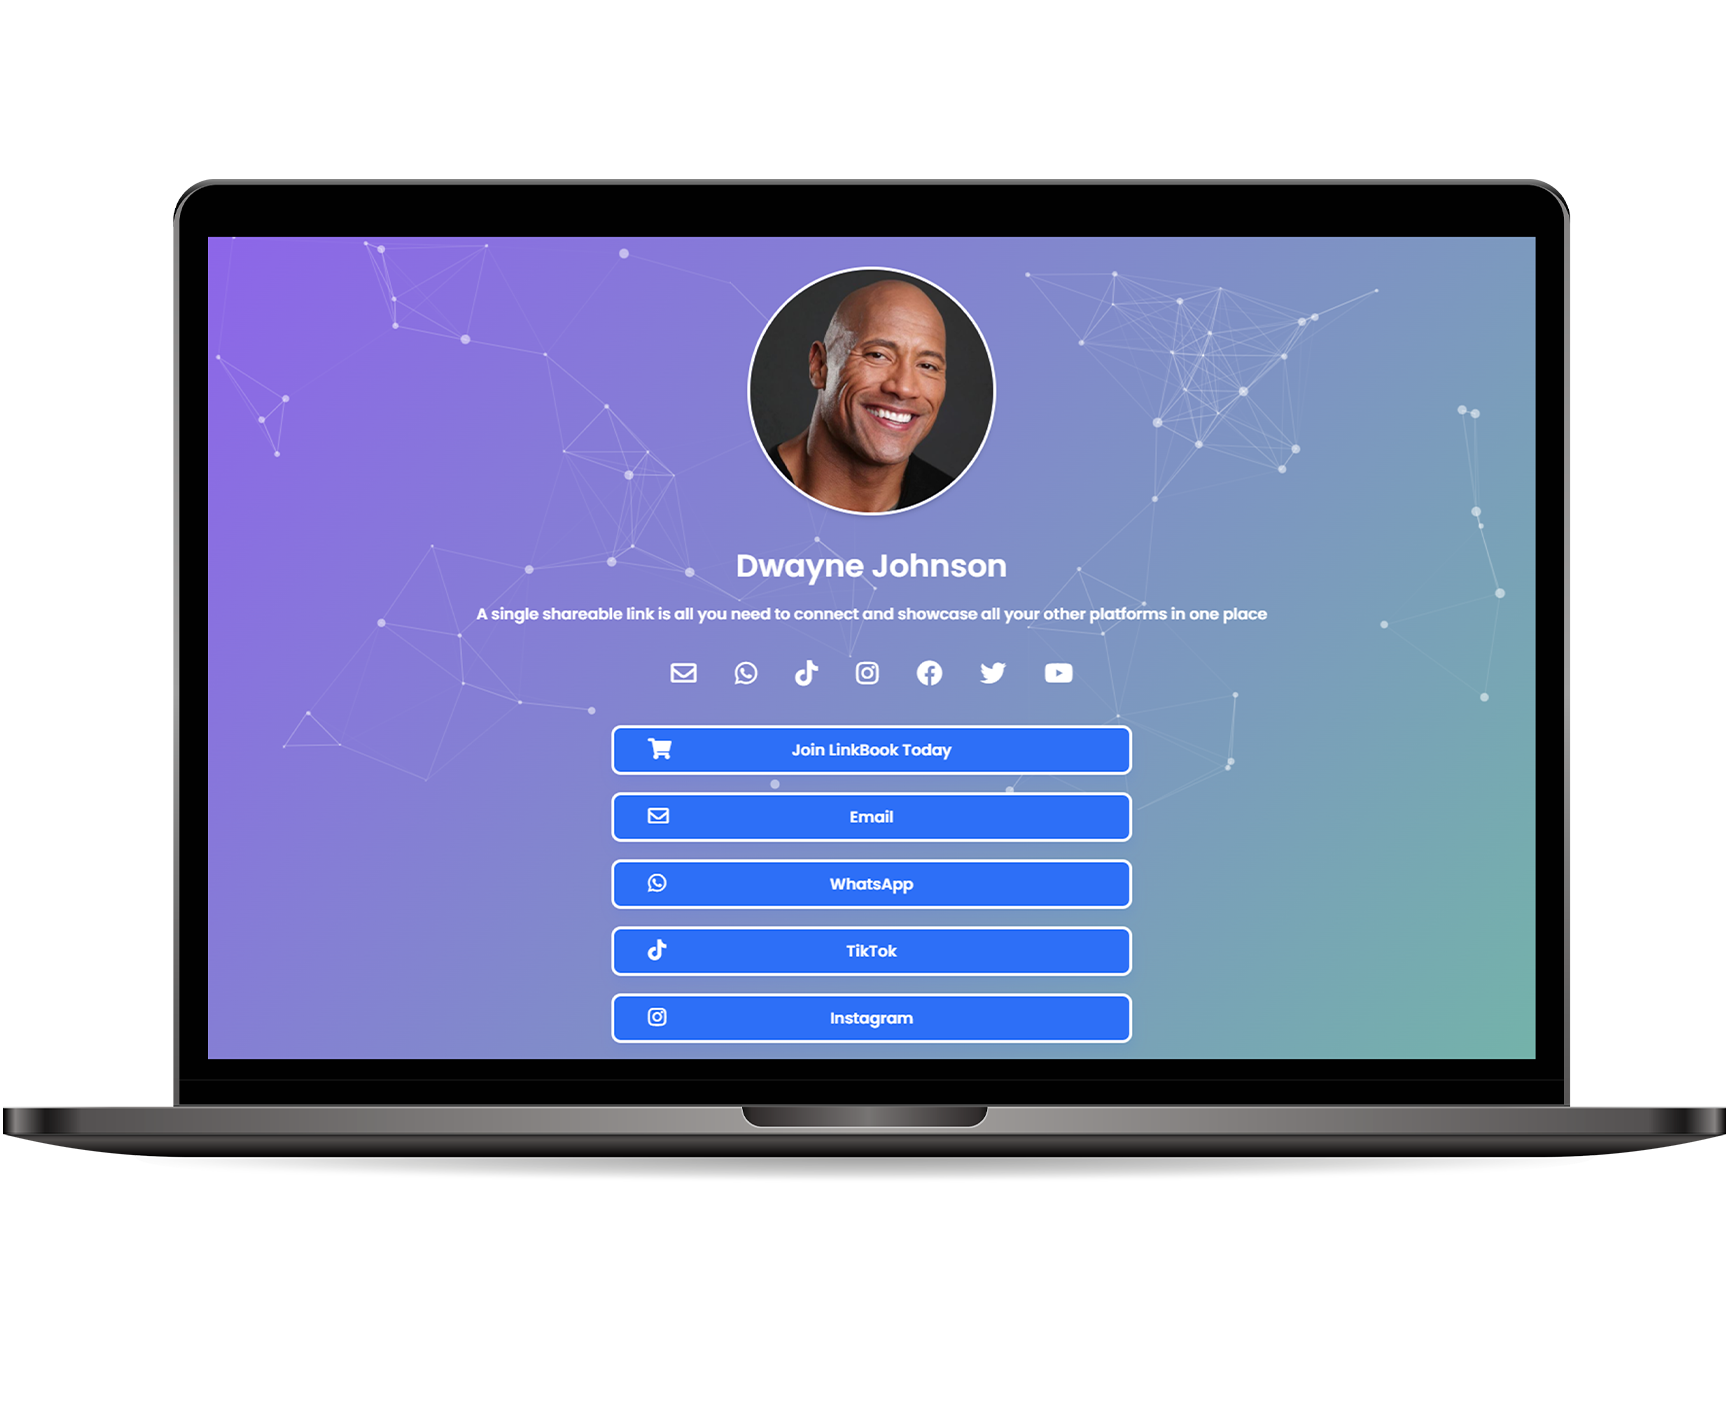 Dwayne Johnson
A single shareable link is all you need to connect and showcase all your other platforms in one place
Join LinkBook Today
Email
WhatsApp
TikTok
Instagram